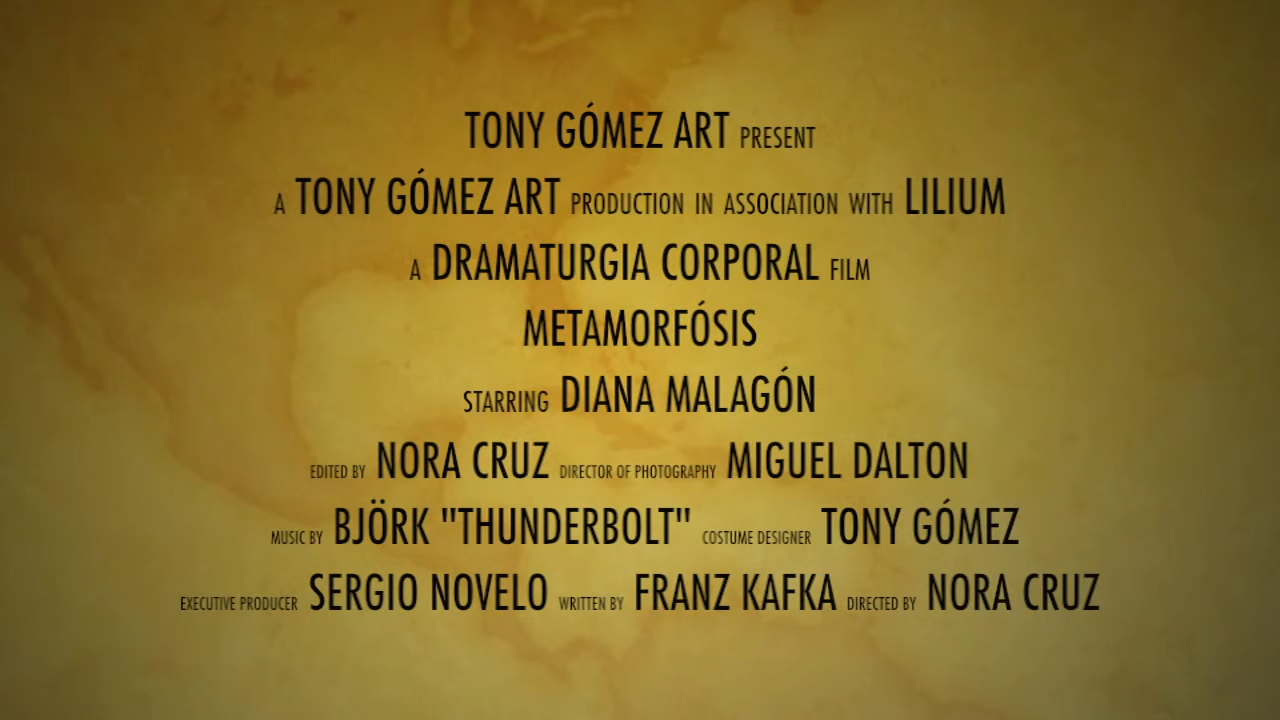 TONY GÓMEZ ART PRESENT
A TONY GÓMEZ ART PRODUCTION IN ASSOCIATION WITH LILIUM
A DRAMATURGIA CORPORAL FILM
METAMORFÓSIS
STARRING DIANA MALAGÓN
EDITED BY NORA CRUZ DIRECTOR OF PHOTOGRAPHY MIGUEL DALTON
MUSIC BY BJÖRK "THUNDERBOLT" COSTUME DESIGNER TONY GÓMEZ
EXECUTIVE PRODUCER SERGIO NOVELO WRITTEN BY FRANZ KAFKA DIRECTED BY NORA CRUZ